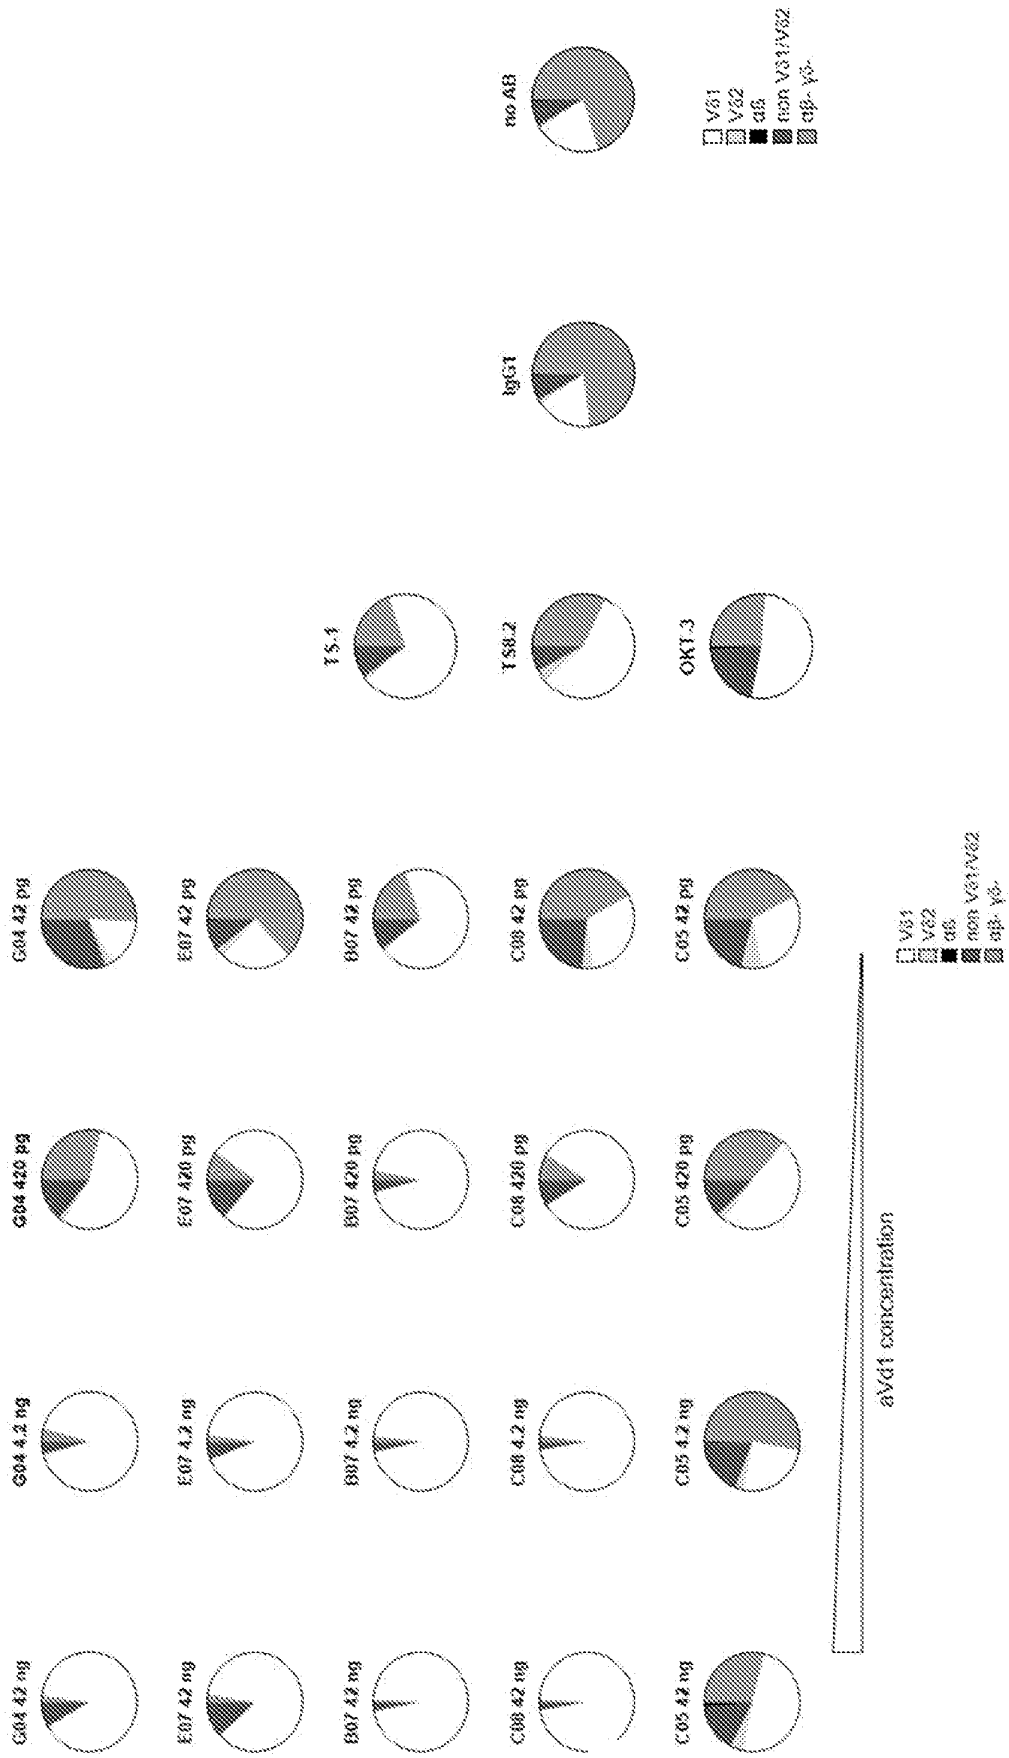 G04 42 ng
G04 4.2 ng
G04 420 pg
G04 42 pg
E07 42 ng
E07 4.2 ng
E07 420 pg
E07 42 pg
B07 42 ng
B07 4.2 ng
B07 420 pg
B07 42 pg
C08 42 ng
C08 4.2 ng
C08 420 pg
C08 42 pg
C05 42 ng
C05 4.2 ng
C05 420 pg
C05 42 pg
TS-1
TS8.2
OKT-3
IgG1
no AB
aVd1 concentration
Vδ1
Vδ2
αβ
non Vδ1/Vδ2
αβ- γδ-
Vδ1
Vδ2
αβ
non Vδ1/Vδ2
αβ- γδ-